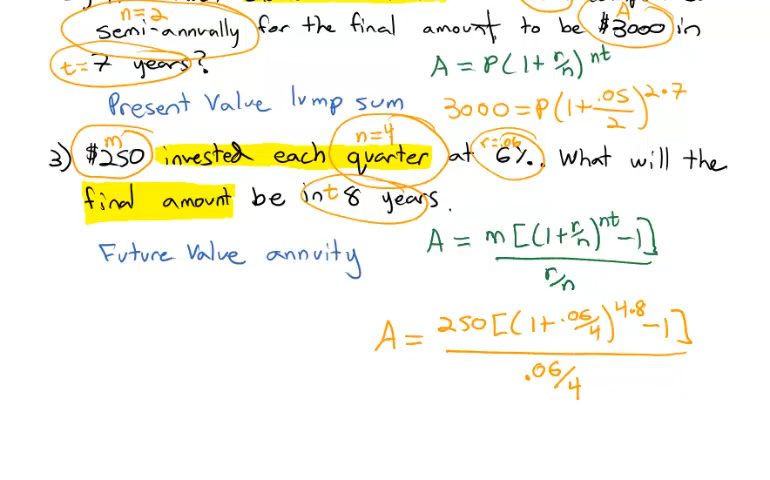 n=2 A
semi-annually for the final amount to be $3000 in
t=7 years? A = P(1+r/n)^nt
Present Value lump sum 3000 = P(1+.05/2)^2·7
m n=4 r=.06
3) $250 invested each quarter at 6%. What will the
final amount be in t 8 years.
Future Value annuity A = m[(1+r/n)^nt -1]
r/n
A = 250[(1+.06/4)^4·8 -1]
.06/4